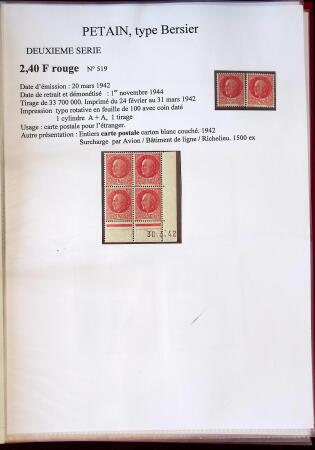 PETAIN, type Bersier
DEUXIEME SERIE
2,40 F rouge N° 519
Date d'émission : 20 mars 1942
Date de retrait et démonétisé : 1er novembre 1944
Tirage de 33 700 000. Imprimé du 24 février au 31 mars 1942
Impression typo rotative en feuille de 100 avec coin daté
1 cylindre A + A, 1 tirage
Usage : carte postale pour l'étranger.
Autre présentation : Entiers carte postale carton blanc couché. 1942
Surcharge par Avion / Bâtiment de ligne / Richelieu. 1500 ex